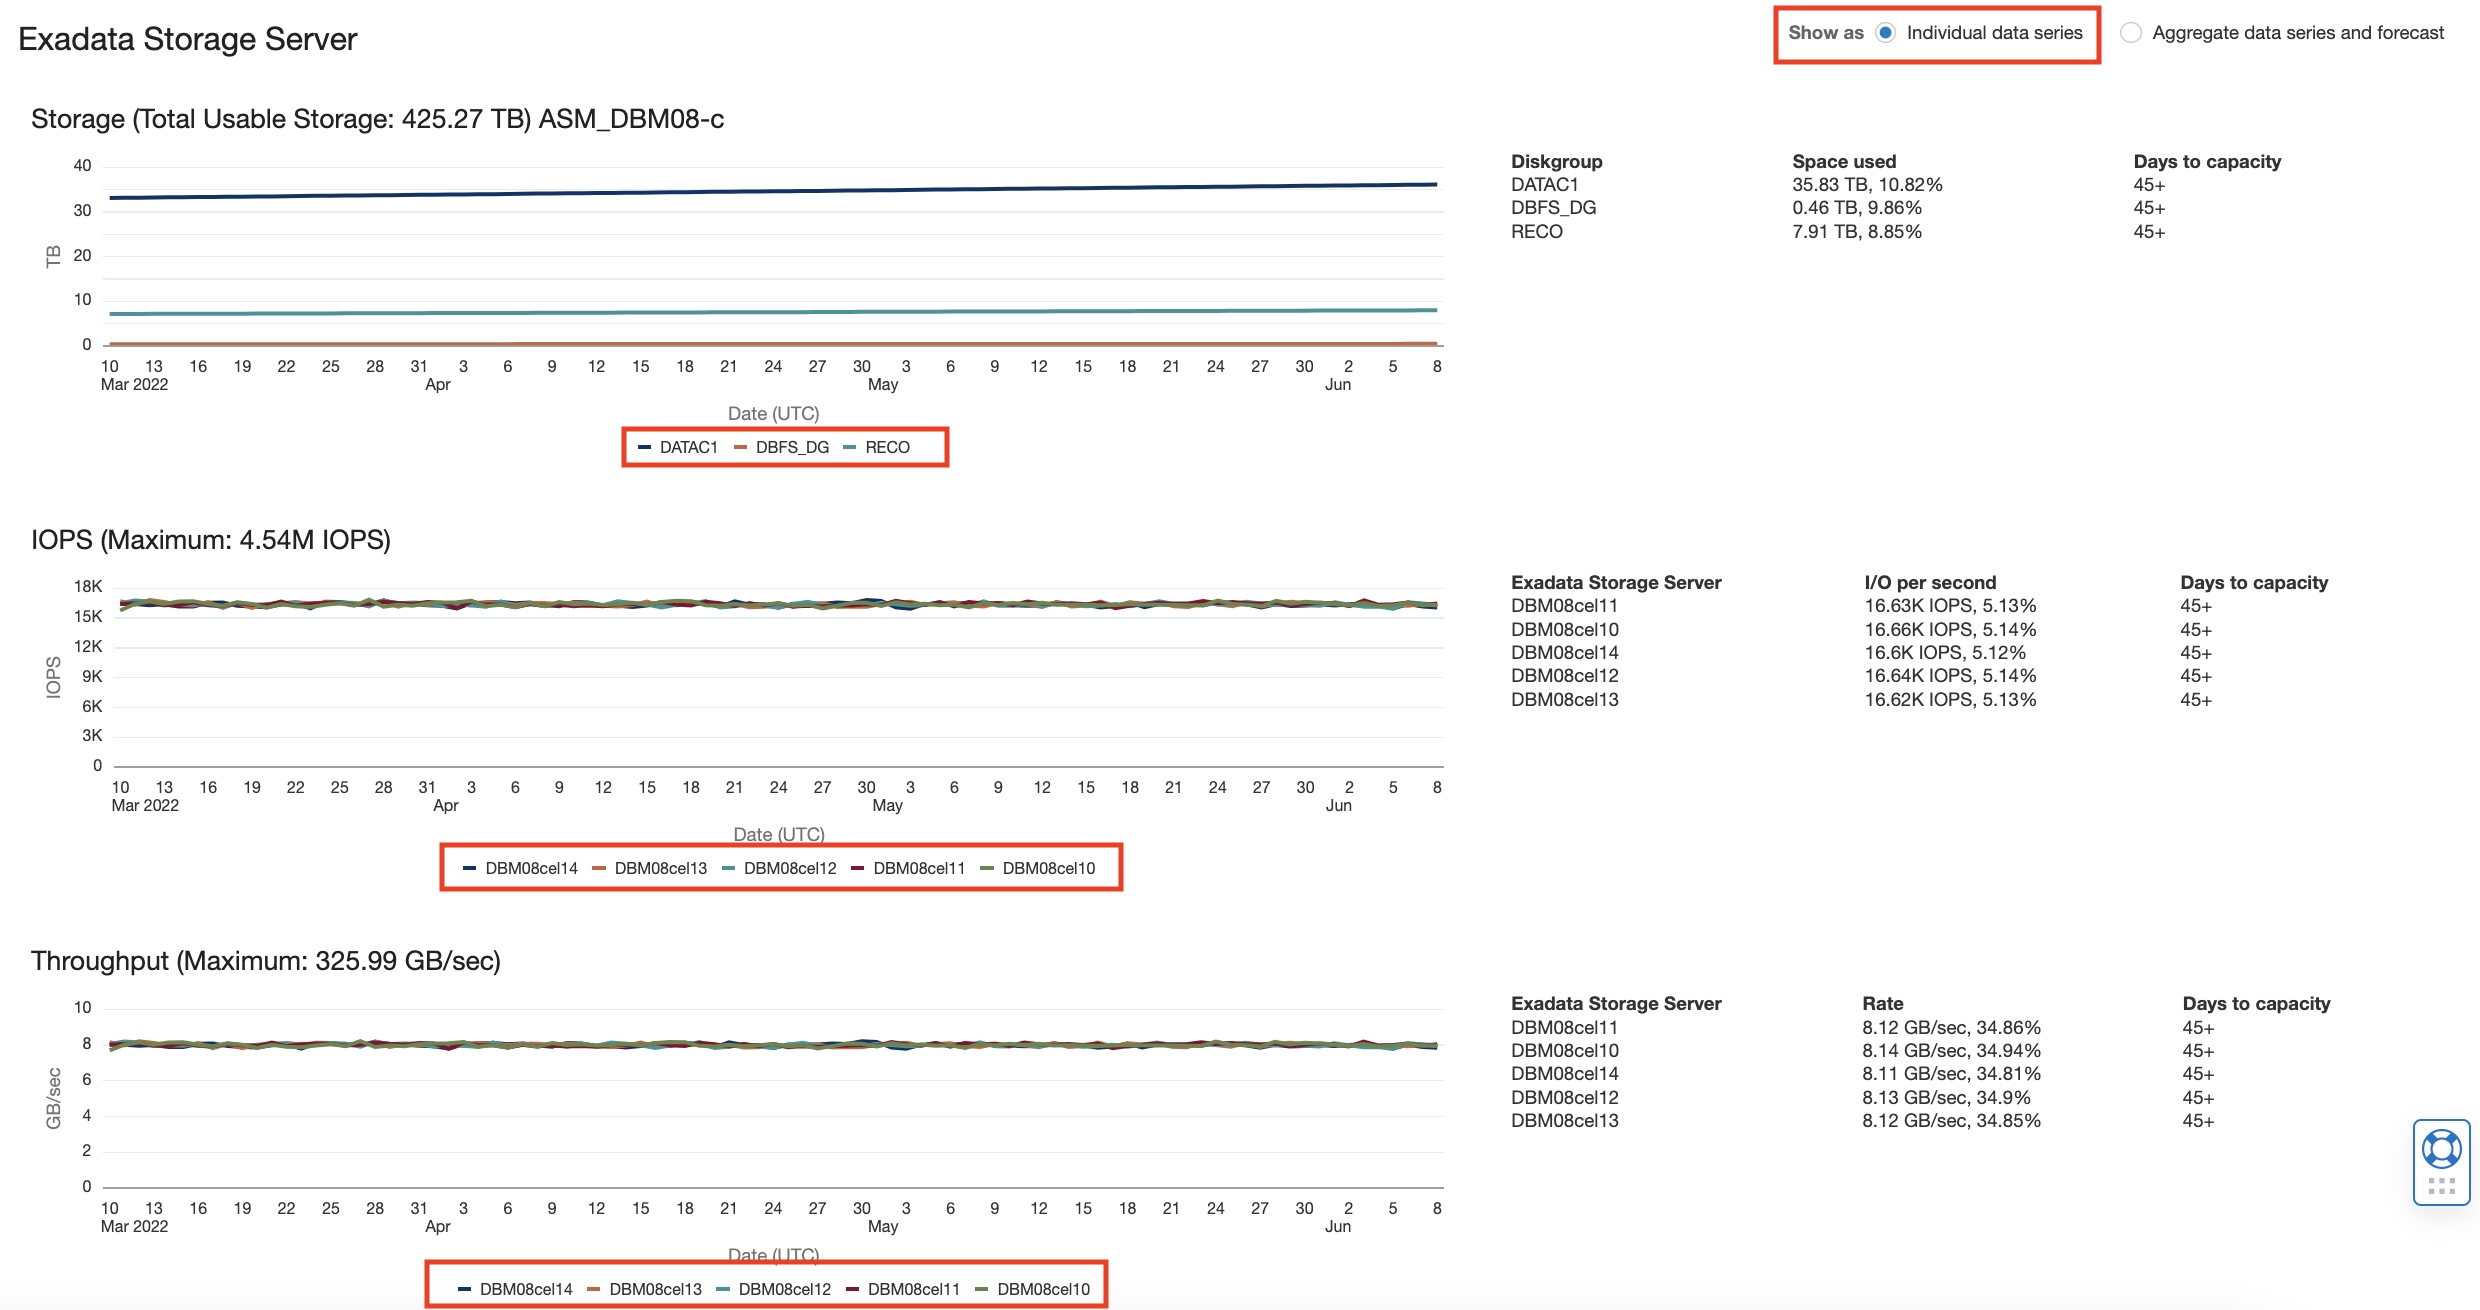 Exadata Storage Server
Show as Individual data series Aggregate data series and forecast
Storage (Total Usable Storage: 425.27 TB) ASM_DBM08-c
40
30
20
10
0
TB
10 13 16 19 22 25 28 31 3 6 9 12 15 18 21 24 27 30 3 6 9 12 15 18 21 24 27 30 2 5 8
Mar 2022 Apr May Jun
Date (UTC)
DATAC1 DBFS_DG RECO
Diskgroup Space used Days to capacity
DATAC1 35.83 TB, 10.82% 45+
DBFS_DG 0.46 TB, 9.86% 45+
RECO 7.91 TB, 8.85% 45+
IOPS (Maximum: 4.54M IOPS)
18K
15K
12K
9K
6K
3K
0
IOPS
10 13 16 19 22 25 28 31 3 6 9 12 15 18 21 24 27 30 3 6 9 12 15 18 21 24 27 30 2 5 8
Mar 2022 Apr May Jun
Date (UTC)
DBM08cel14 DBM08cel13 DBM08cel12 DBM08cel11 DBM08cel10
Exadata Storage Server I/O per second Days to capacity
DBM08cel11 16.63K IOPS, 5.13% 45+
DBM08cel10 16.66K IOPS, 5.14% 45+
DBM08cel14 16.6K IOPS, 5.12% 45+
DBM08cel12 16.64K IOPS, 5.14% 45+
DBM08cel13 16.62K IOPS, 5.13% 45+
Throughput (Maximum: 325.99 GB/sec)
10
8
6
4
2
0
GB/sec
10 13 16 19 22 25 28 31 3 6 9 12 15 18 21 24 27 30 3 6 9 12 15 18 21 24 27 30 2 5 8
Mar 2022 Apr May Jun
Date (UTC)
DBM08cel14 DBM08cel13 DBM08cel12 DBM08cel11 DBM08cel10
Exadata Storage Server Rate Days to capacity
DBM08cel11 8.12 GB/sec, 34.86% 45+
DBM08cel10 8.14 GB/sec, 34.94% 45+
DBM08cel14 8.11 GB/sec, 34.81% 45+
DBM08cel12 8.13 GB/sec, 34.9% 45+
DBM08cel13 8.12 GB/sec, 34.85% 45+